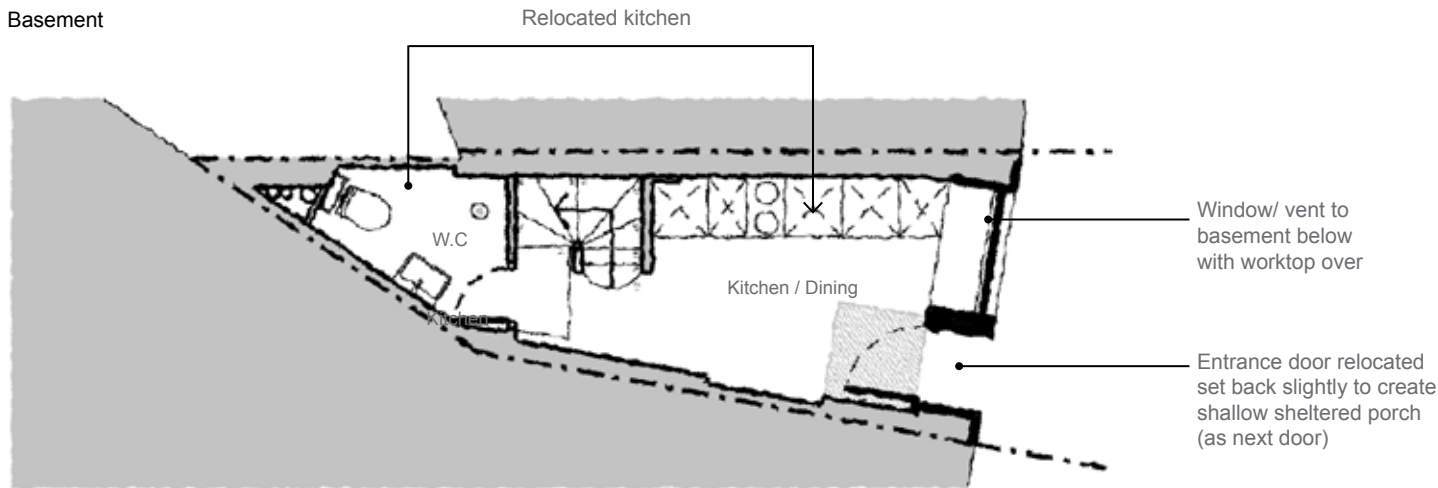 Basement
Relocated kitchen
W.C
Kitchen
Kitchen / Dining
Window/ vent to
basement below
with worktop over
Entrance door relocated
set back slightly to create
shallow sheltered porch
(as next door)